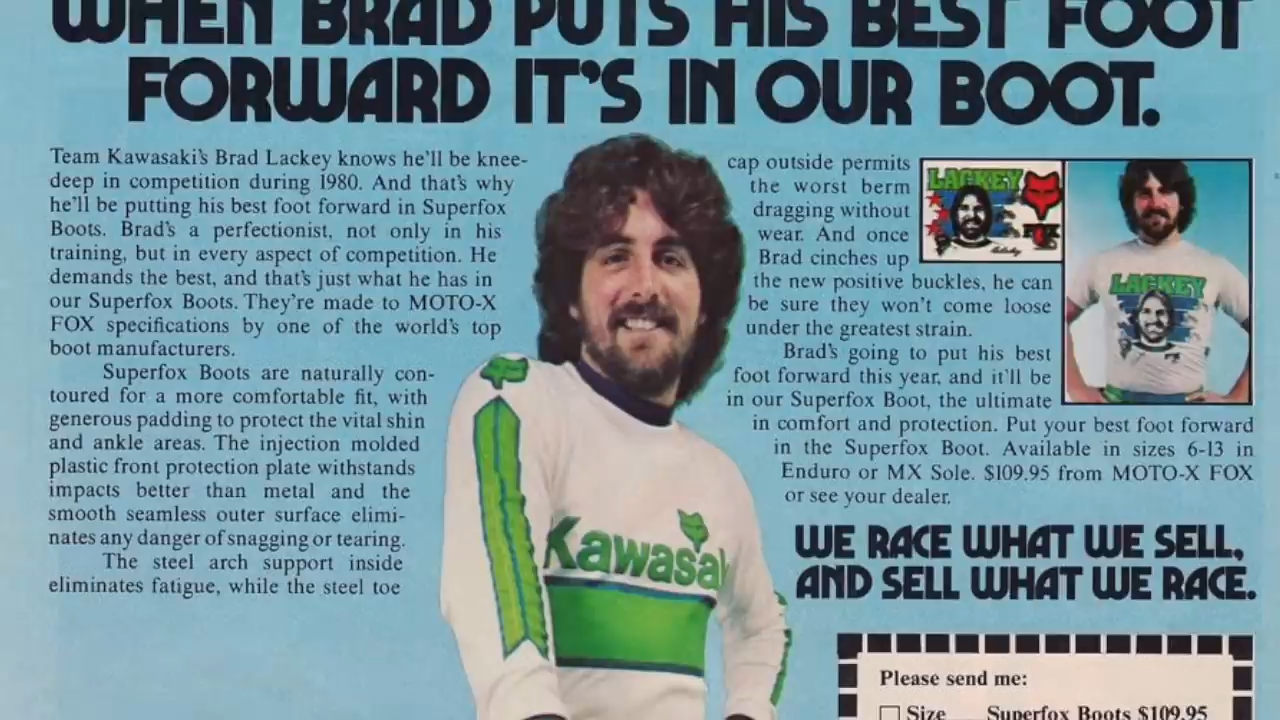 WHEN BRAD PUTS HIS BEST FOOT
FORWARD IT'S IN OUR BOOT.
Team Kawasaki's Brad Lackey knows he'll be knee-
deep in competition during 1980. And that's why
he'll be putting his best foot forward in Superfox
Boots. Brad's a perfectionist, not only in his
training, but in every aspect of competition. He
demands the best, and that's just what he has in
our Superfox Boots. They're made to MOTO-X
FOX specifications by one of the world's top
boot manufacturers.
Superfox Boots are naturally con-
toured for a more comfortable fit, with
generous padding to protect the vital shin
and ankle areas. The injection molded
plastic front protection plate withstands
impacts better than metal and the
smooth seamless outer surface elimi-
nates any danger of snagging or tearing.
The steel arch support inside
eliminates fatigue, while the steel toe
cap outside permits
the worst berm
dragging without
wear. And once
Brad cinches up
the new positive buckles, he can
be sure they won't come loose
under the greatest strain.
Brad's going to put his best
foot forward this year, and it'll be
in our Superfox Boot, the ultimate
in comfort and protection. Put your best foot forward
in the Superfox Boot. Available in sizes 6-13 in
Enduro or MX Sole. $109.95 from MOTO-X FOX
or see your dealer.
LACKEY
LACKEY
Kawasa
WE RACE WHAT WE SELL,
AND SELL WHAT WE RACE.
Please send me:
Size Superfox Boots $109.95